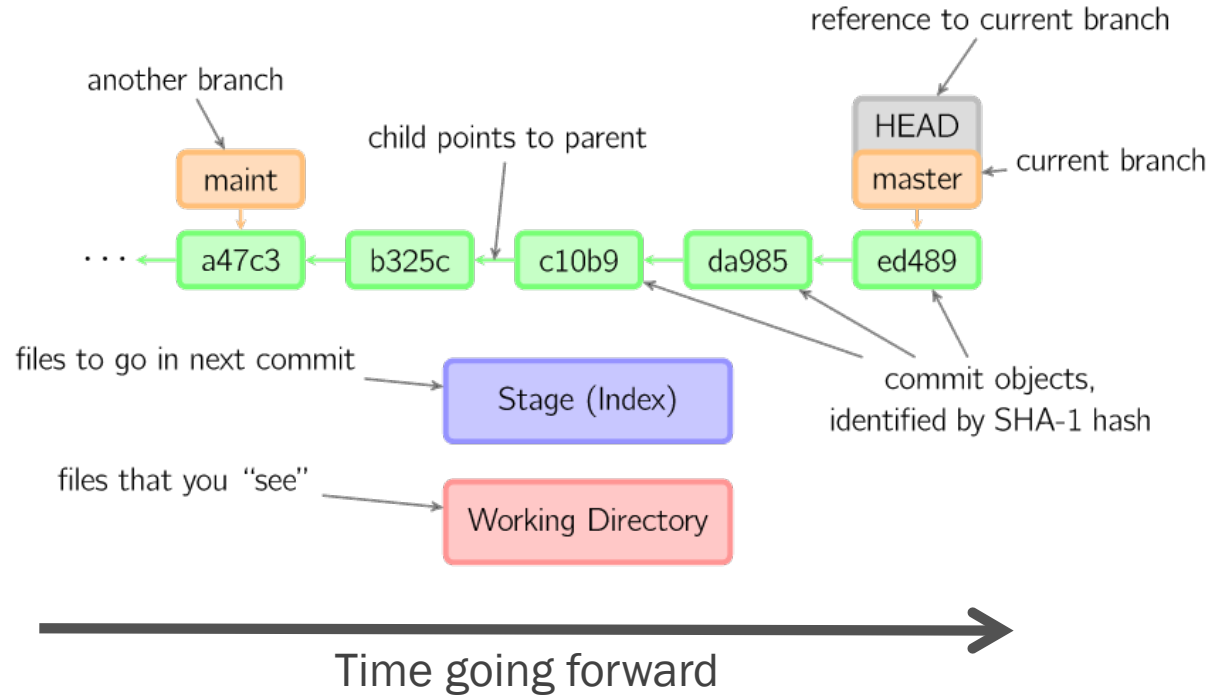 reference to current branch
another branch
HEAD
child points to parent
current branch
maint
master
...
a47c3
b325c
c10b9
da985
ed489
files to go in next commit
Stage (Index)
commit objects,
identified by SHA-1 hash
files that you “see”
Working Directory
Time going forward